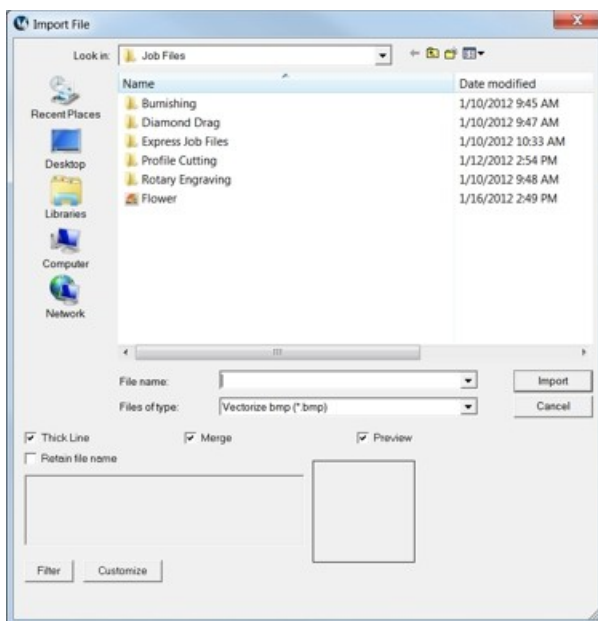 Import File
Look in: Job Files
Name Date modified
Burnishing 1/10/2012 9:45 AM
Diamond Drag 1/10/2012 9:47 AM
Express Job Files 1/10/2012 10:33 AM
Profile Cutting 1/12/2012 2:54 PM
Rotary Engraving 1/10/2012 9:48 AM
Flower 1/16/2012 2:49 PM
Recent Places
Desktop
Libraries
Computer
Network
File name: Import
Files of type: Vectorize bmp (*.bmp) Cancel
Thick Line Merge Preview
Retain file name
Filter Customize